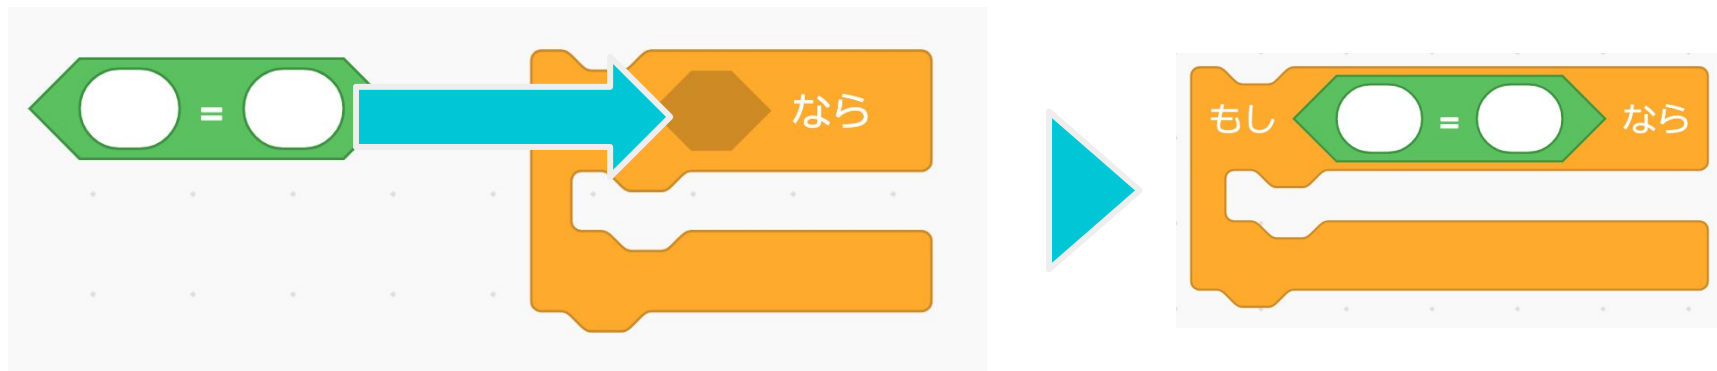 =
なら
もし = なら